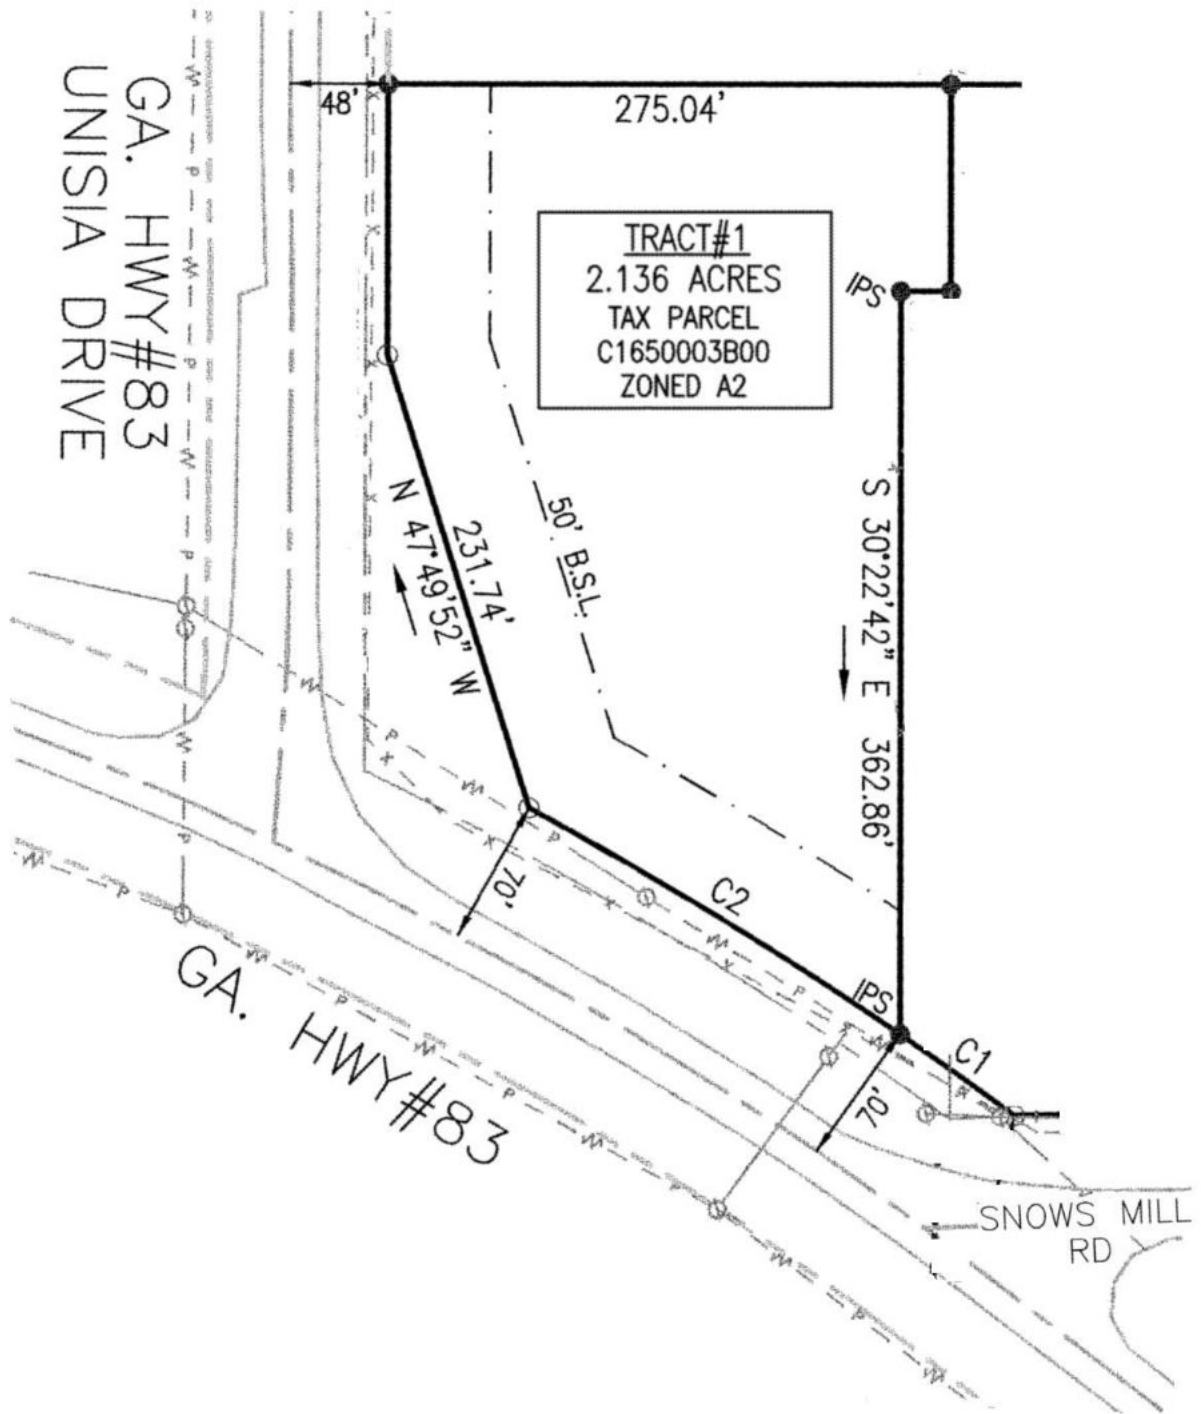 GA. HWY#83
UNISIA DRIVE
48'
275.04'
TRACT#1
2.136 ACRES
TAX PARCEL
C1650003B00
ZONED A2
IPS
S 30°22'42" E 362.86'
50' B.S.L.
231.74'
N 47°49'52" W
70'
C2
IPS
C1
70'
GA. HWY#83
SNOWS MILL
RD